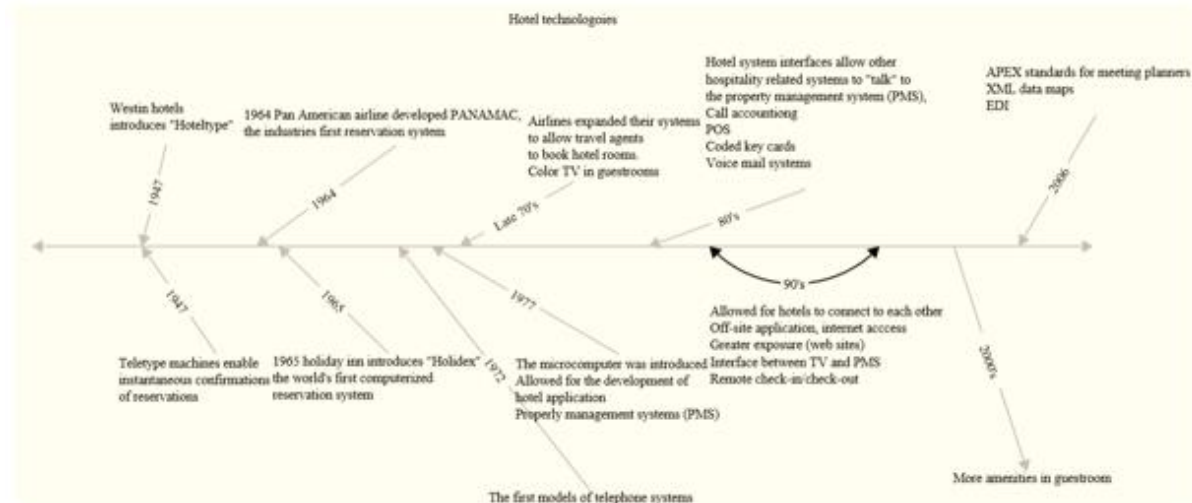 Hotel technologoies
Westin hotels
introduces "Hoteltype"
1947
1964 Pan American airline developed PANAMAC,
the industries first reservation system
1964
Airlines expanded their systems
to allow travel agents
to book hotel rooms.
Color TV in guestrooms
Late 70's
Hotel system interfaces allow other
hospitality related systems to "talk" to
the property management system (PMS),
Call accountiong
POS
Coded key cards
Voice mail systems
80's
APEX standards for meeting planners
XML data maps
EDI
2006
1947
Teletype machines enable
instantaneous confirmations
of reservations
1965
1965 holiday inn introduces "Holidex"
the world's first computerized
reservation system
1972
The first models of telephone systems
1977
The microcomputer was introduced
Allowed for the development of
hotel application
Properly management systems (PMS)
90's
Allowed for hotels to connect to each other
Off-site application, internet acccess
Greater exposure (web sites)
Interface between TV and PMS
Remote check-in/check-out
2000's
More amenities in guestroom